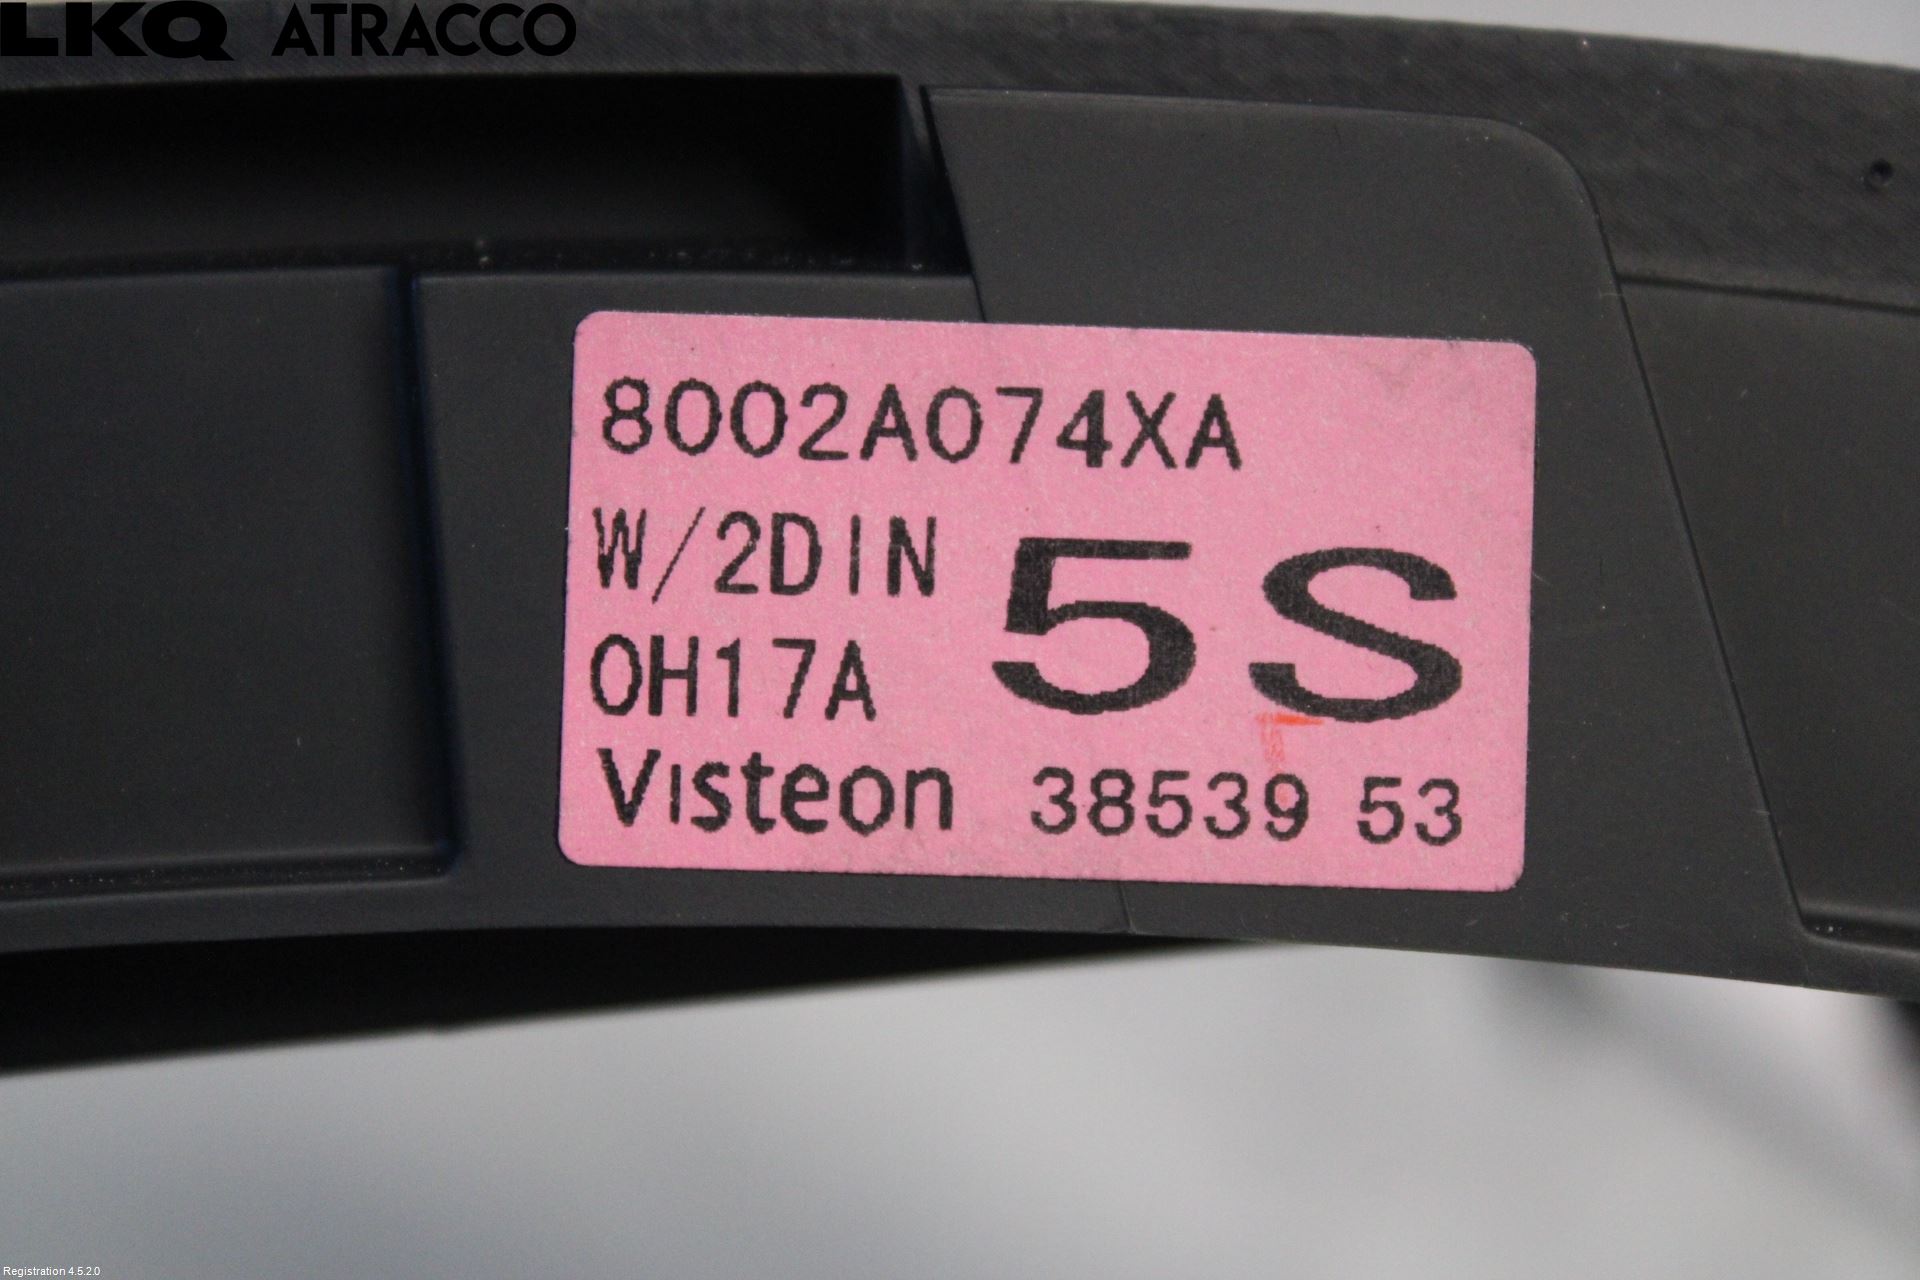 LKQ ATRACCO
8002A074XA
W/2DIN
5S
0H17A
Visteon 38539 53
Registration 4.5.2.0